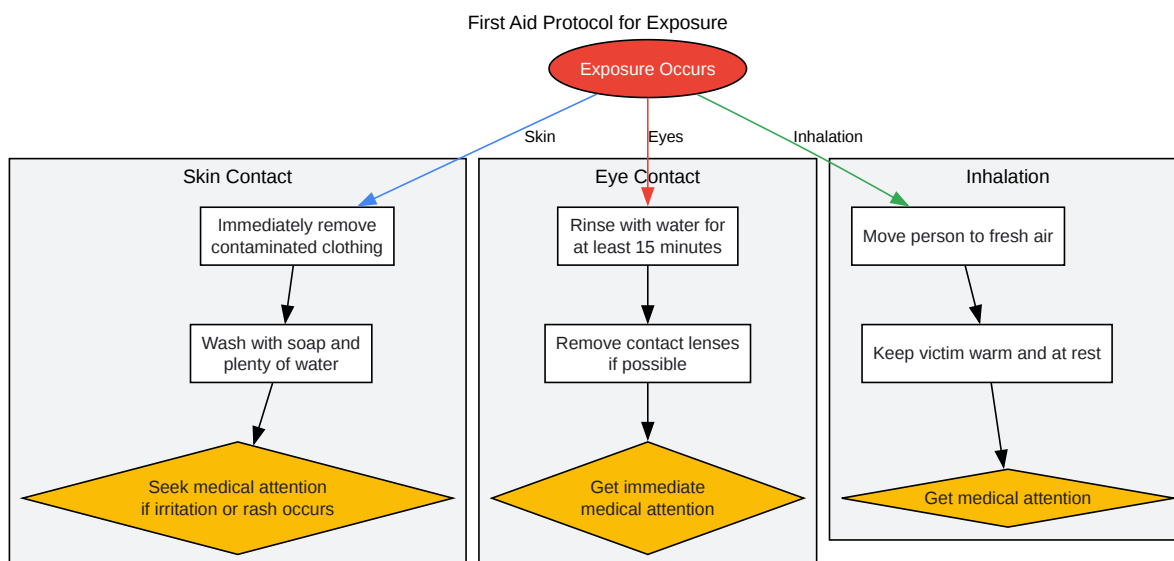 First Aid Protocol for Exposure
Exposure Occurs
Skin
Eyes
Inhalation
Skin Contact
Immediately remove
contaminated clothing
Wash with soap and
plenty of water
Seek medical attention
if irritation or rash occurs
Eye Contact
Rinse with water for
at least 15 minutes
Remove contact lenses
if possible
Get immediate
medical attention
Inhalation
Move person to fresh air
Keep victim warm and at rest
Get medical attention